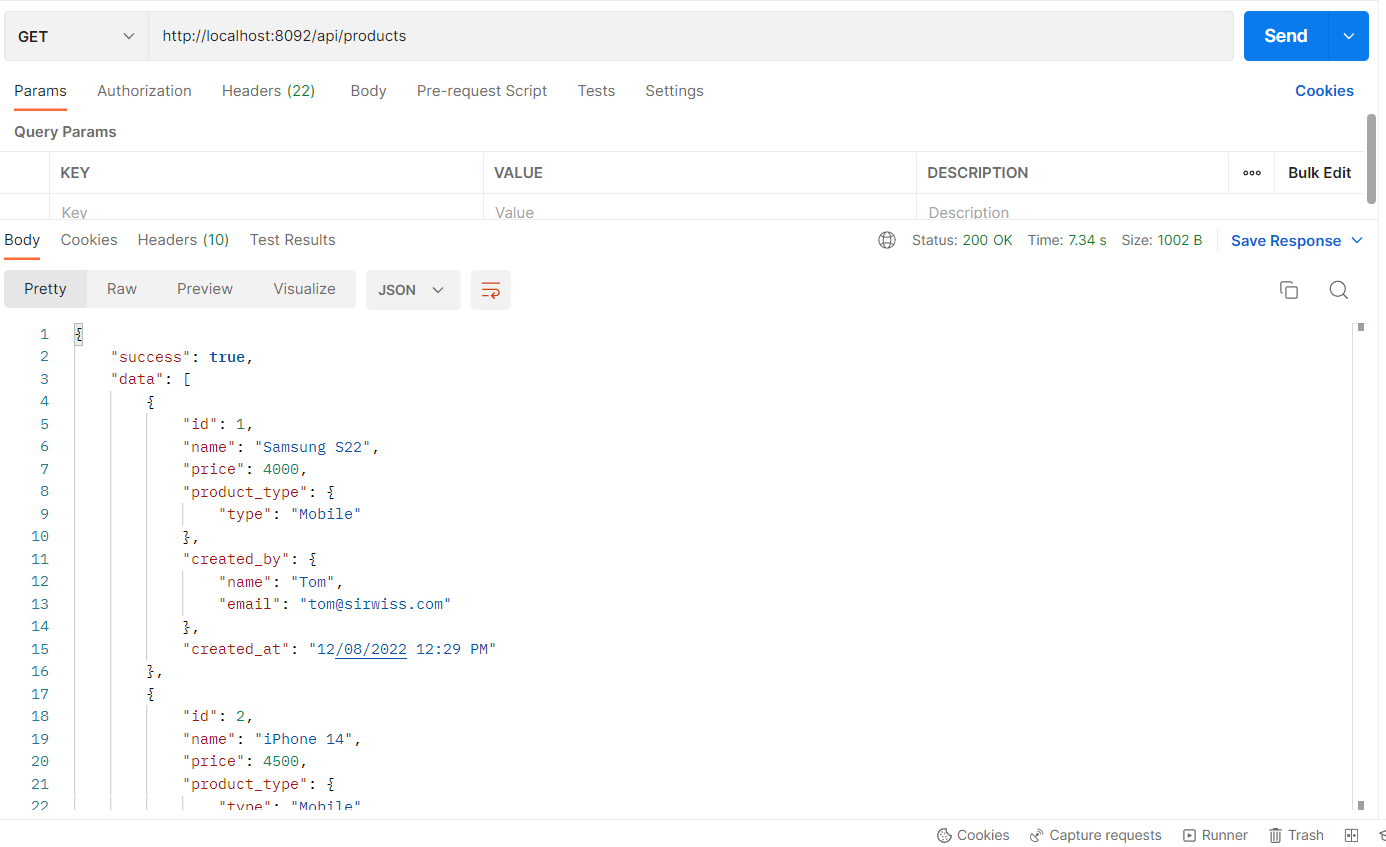 GET http://localhost:8092/api/products Send
Params Authorization Headers (22) Body Pre-request Script Tests Settings Cookies
Query Params
KEY VALUE DESCRIPTION ooo Bulk Edit
Key Value Description
Body Cookies Headers (10) Test Results Status: 200 OK Time: 7.34 s Size: 1002 B Save Response
Pretty Raw Preview Visualize JSON
1 {
2 "success": true,
3 "data": [
4 {
5 "id": 1,
6 "name": "Samsung S22",
7 "price": 4000,
8 "product_type": {
9 "type": "Mobile"
10 },
11 "created_by": {
12 "name": "Tom",
13 "email": "tom@sirwiss.com"
14 },
15 "created_at": "12/08/2022 12:29 PM"
16 },
17 {
18 "id": 2,
19 "name": "iPhone 14",
20 "price": 4500,
21 "product_type": {
22 "type": "Mobile"
Cookies Capture requests Runner Trash